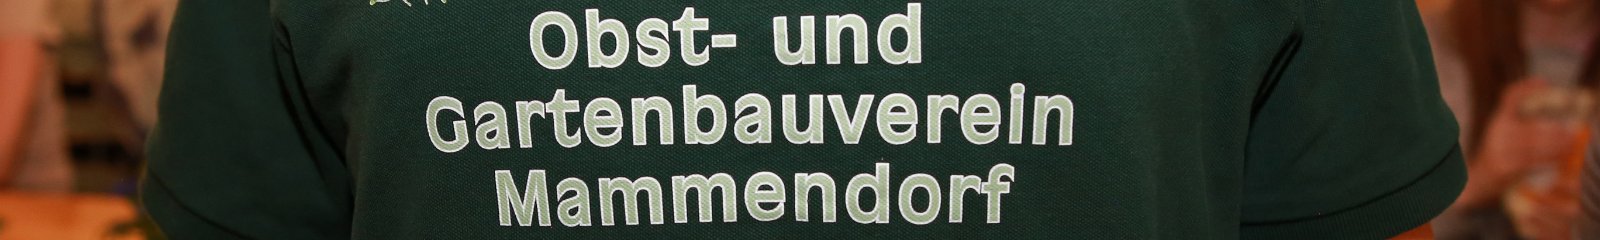 Obst- und
Gartenbauverein
Mammendorf